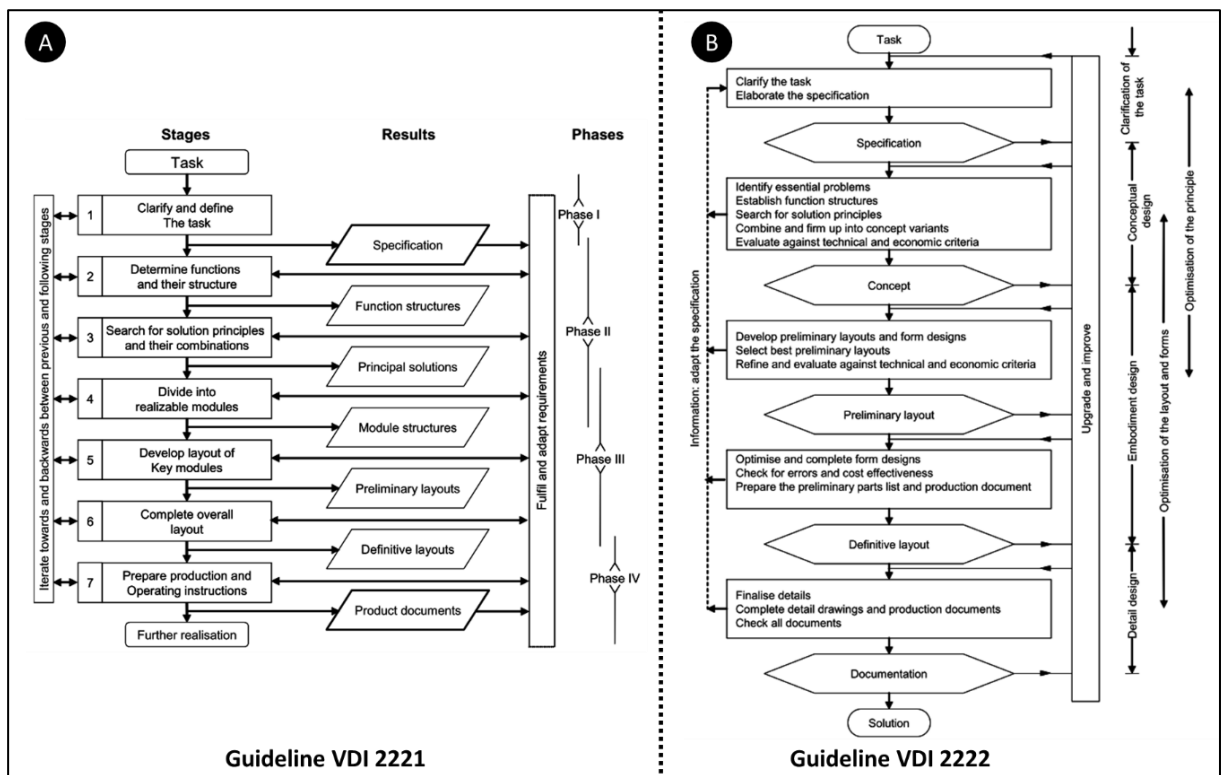 A
Stages
Results
Phases
Task
1
Clarify and define
The task
Specification
2
Determine functions
and their structure
Function structures
3
Search for solution principles
and their combinations
Principal solutions
4
Divide into
realizable modules
Module structures
5
Develop layout of
Key modules
Preliminary layouts
6
Complete overall
layout
Definitive layouts
7
Prepare production and
Operating instructions
Product documents
Further realisation
Iterate towards and backwards between previous and following stages
Fulfil and adapt requirements
Phase I
Phase II
Phase III
Phase IV
Guideline VDI 2221
B
Task
Clarify the task
Elaborate the specification
Specification
Identify essential problems
Establish function structures
Search for solution principles
Combine and firm up into concept variants
Evaluate against technical and economic criteria
Concept
Develop preliminary layouts and form designs
Select best preliminary layouts
Refine and evaluate against technical and economic criteria
Preliminary layout
Optimise and complete form designs
Check for errors and cost effectiveness
Prepare the preliminary parts list and production document
Definitive layout
Finalise details
Complete detail drawings and production documents
Check all documents
Documentation
Solution
Information: adapt the specification
Upgrade and improve
Clarification of
the task
Conceptual
design
Embodiment design
Detail design
Optimisation of the layout and forms
Optimisation of the principle
Guideline VDI 2222